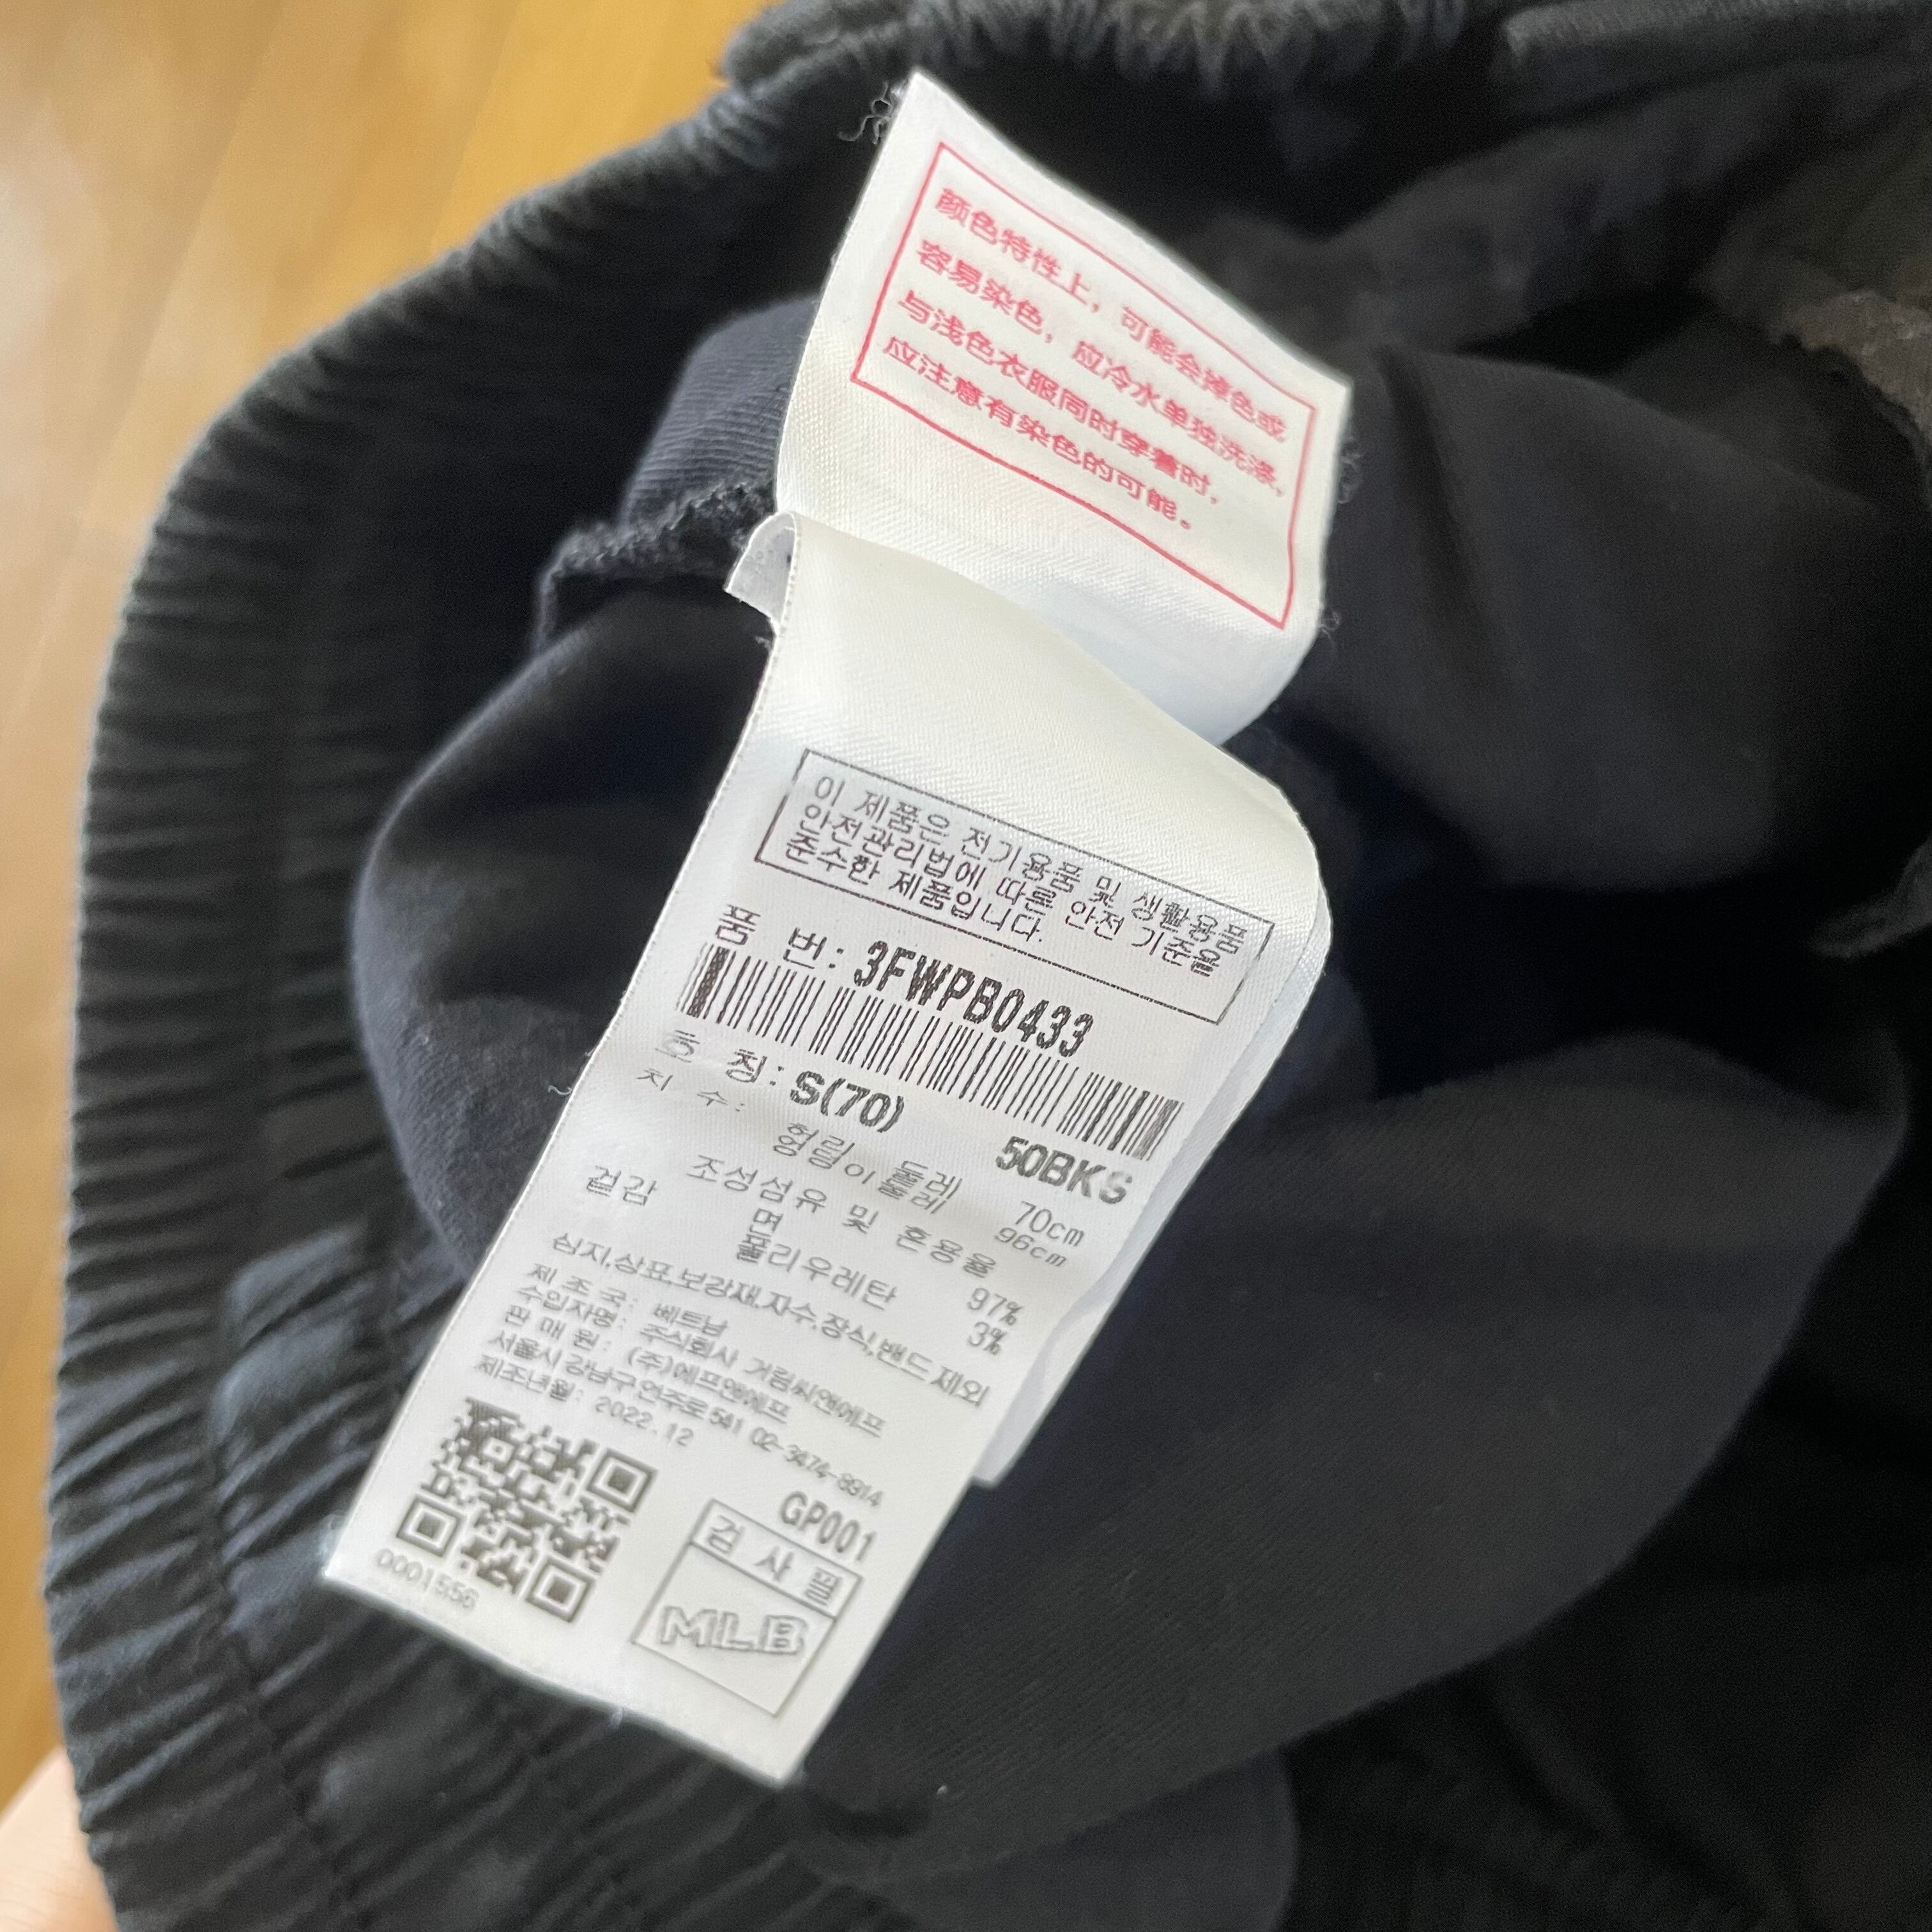 颜色特性上，可能会掉色或
容易染色，应冷水单独洗涤，
与浅色衣服同时穿着时，
应注意有染色的可能。
이 제품은 전기용품 및 생활용품
안전관리법에 따른 안전 기준을
준수한 제품입니다.
품 번: 3FWPB0433
호 칭: S(70) 50BKS
치 수:
허리 둘레 70cm
엉덩이둘레 96cm
조성섬유 및 혼용율
겉감 면 97%
폴리우레탄 3%
심지,상표,보강재,자수,장식,밴드 제외
제 조 국: 베트남
수입자명: 주식회사 거림씨앤에프
판 매 원: (주)에프앤에프
서울시 강남구 언주로 541 02-3474-8914
제조년월: 2022.12
GP001
검 사 필
MLB
0001556